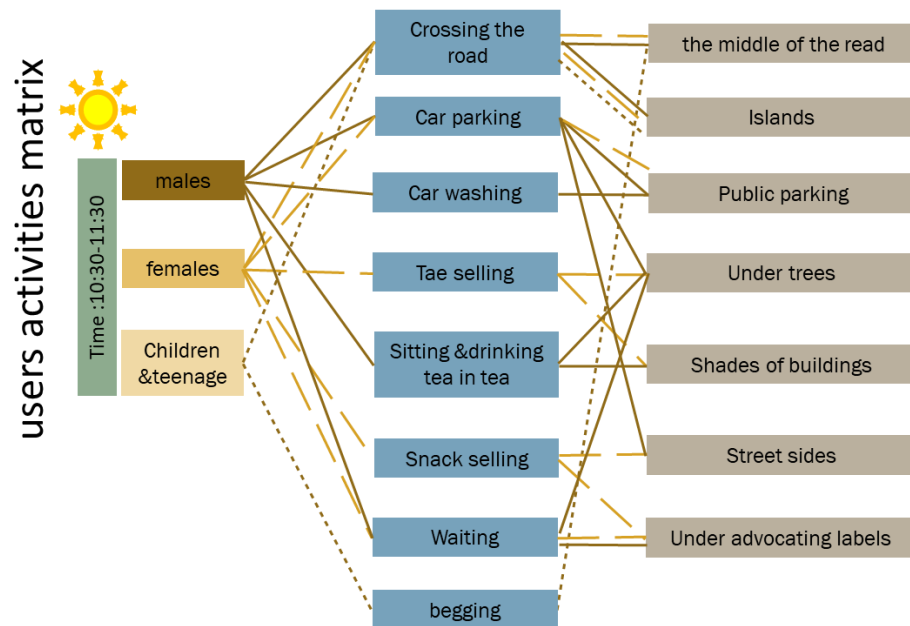 users activities matrix
Time :10:30-11:30
males
females
Children
&teenage
Crossing the
road
Car parking
Car washing
Tae selling
Sitting &drinking
tea in tea
Snack selling
Waiting
begging
the middle of the read
Islands
Public parking
Under trees
Shades of buildings
Street sides
Under advocating labels